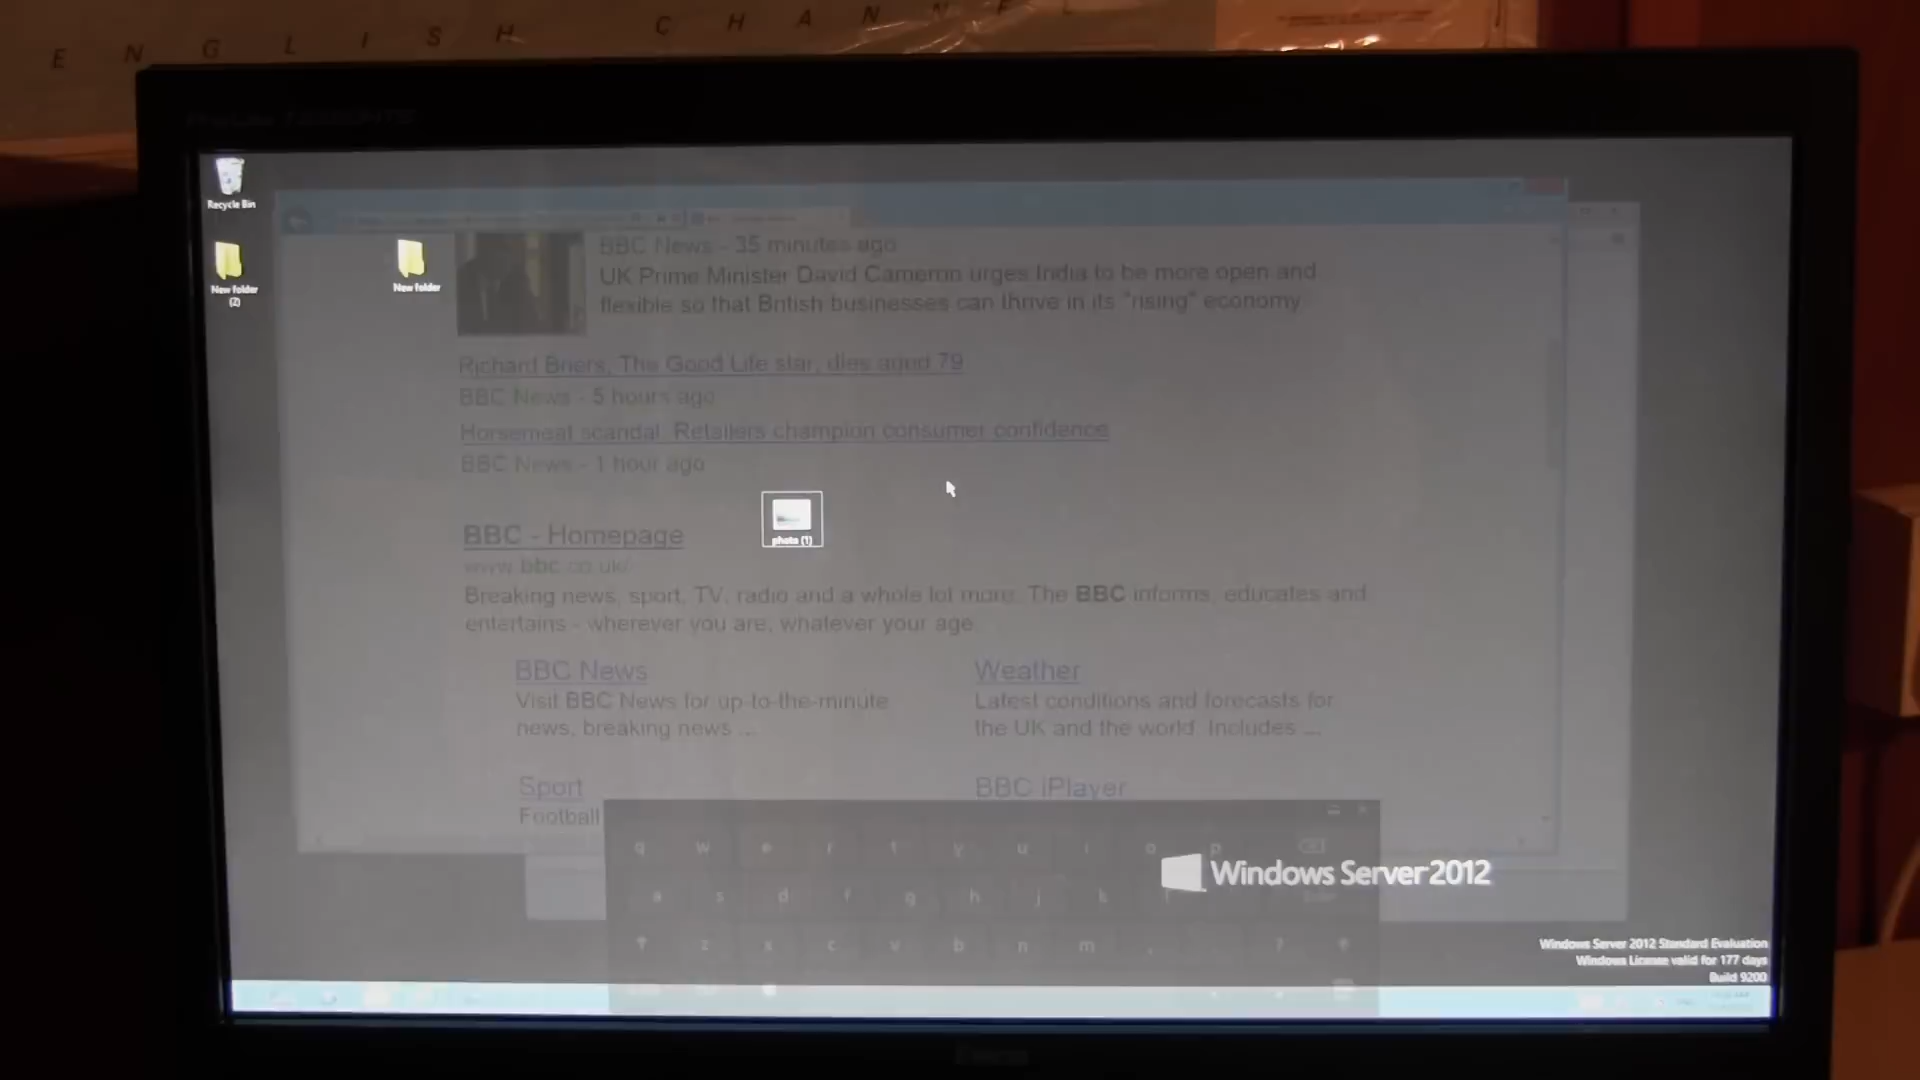 ENGLISH CHANNEL
Recycle Bin
New folder
(2)
New folder
BBC News - 35 minutes ago
UK Prime Minister David Cameron urges India to be more open and
flexible so that British businesses can thrive in its "rising" economy
Richard Briers, The Good Life star, dies aged 79
BBC News - 5 hours ago
Horsemeat scandal: Retailers champion consumer confidence
BBC News - 1 hour ago
photo (1)
BBC - Homepage
www.bbc.co.uk/
Breaking news, sport, TV, radio and a whole lot more. The BBC informs, educates and
entertains - wherever you are, whatever your age.
BBC News
Visit BBC News for up-to-the-minute
news, breaking news ...
Weather
Latest conditions and forecasts for
the UK and the world. Includes ...
Sport
Football
BBC iPlayer
q w e r t y u i o p
a s d f g h j k l
z x c v b n m , . ?
Windows Server 2012
Windows Server 2012 Standard Evaluation
Windows License valid for 177 days
Build 9200